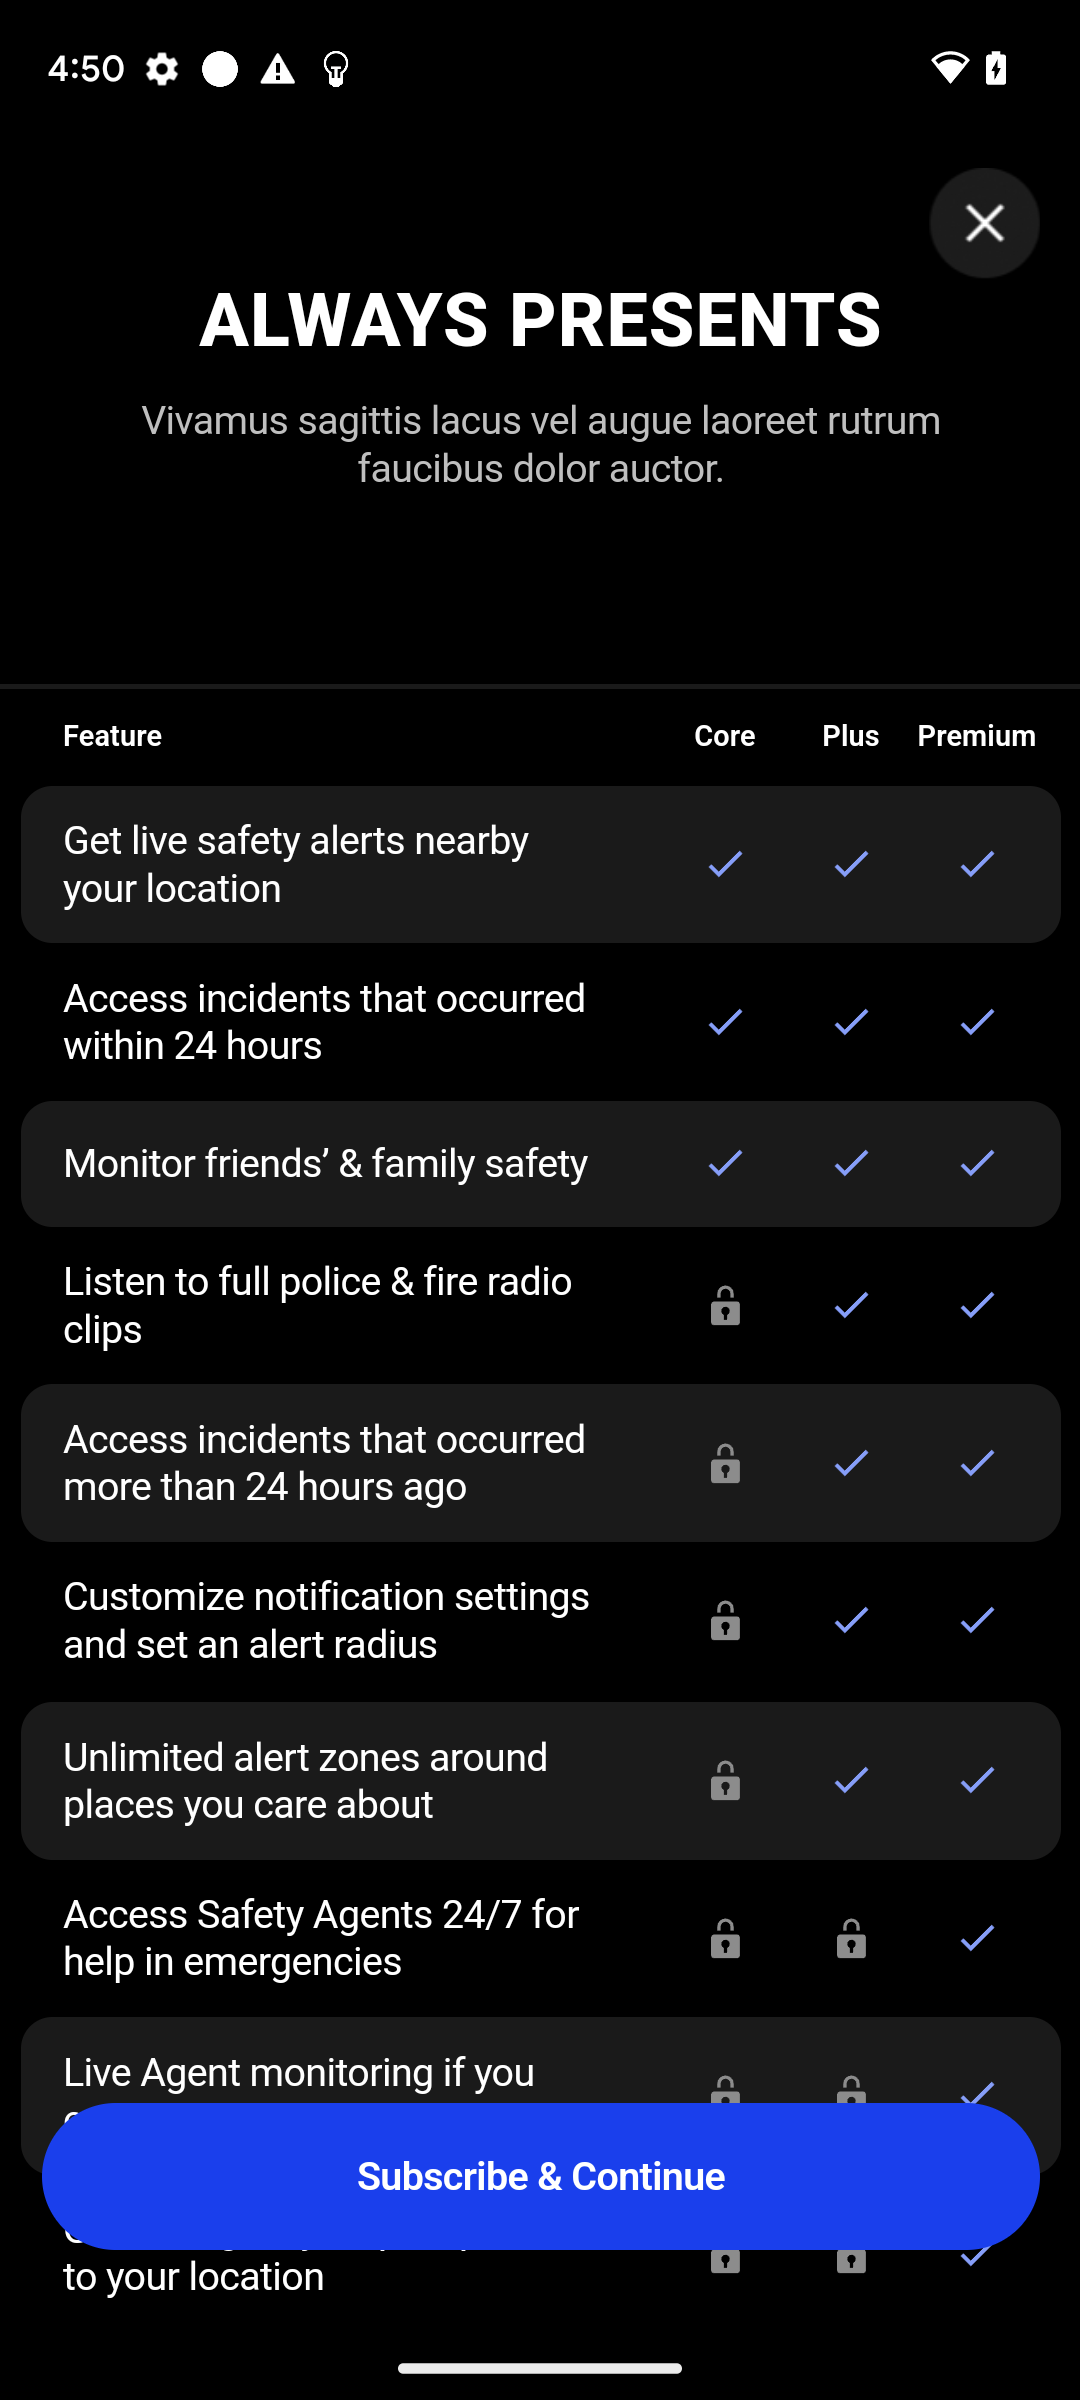 4:50
ALWAYS PRESENTS
Vivamus sagittis lacus vel augue laoreet rutrum
faucibus dolor auctor.
Feature Core Plus Premium
Get live safety alerts nearby
your location
Access incidents that occurred
within 24 hours
Monitor friends’ & family safety
Listen to full police & fire radio
clips
Access incidents that occurred
more than 24 hours ago
Customize notification settings
and set an alert radius
Unlimited alert zones around
places you care about
Access Safety Agents 24/7 for
help in emergencies
Live Agent monitoring if you
Subscribe & Continue
to your location